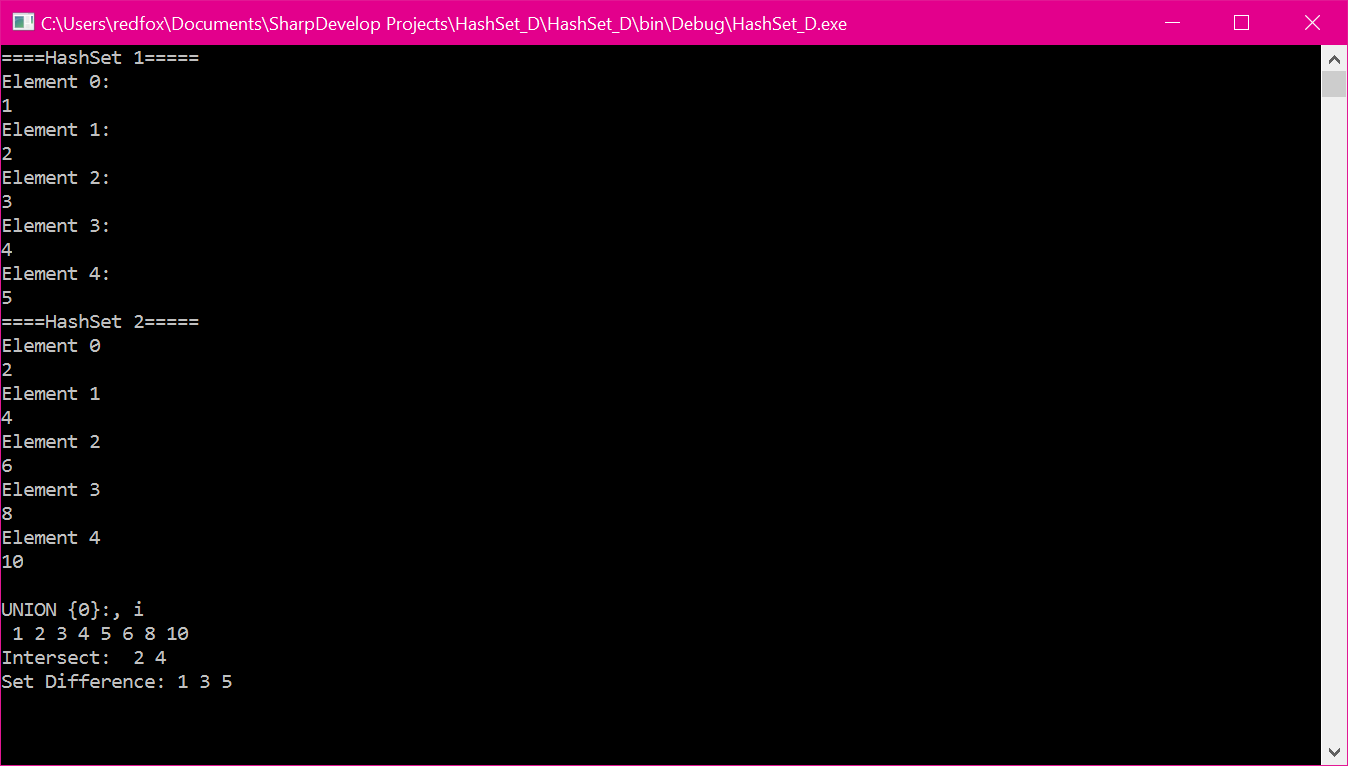 C:\Users\redfox\Documents\SharpDevelop Projects\HashSet_D\HashSet_D\bin\Debug\HashSet_D.exe
====HashSet 1=====
Element 0:
1
Element 1:
2
Element 2:
3
Element 3:
4
Element 4:
5
====HashSet 2=====
Element 0
2
Element 1
4
Element 2
6
Element 3
8
Element 4
10
UNION {0}:, i
 1 2 3 4 5 6 8 10
Intersect:  2 4
Set Difference: 1 3 5